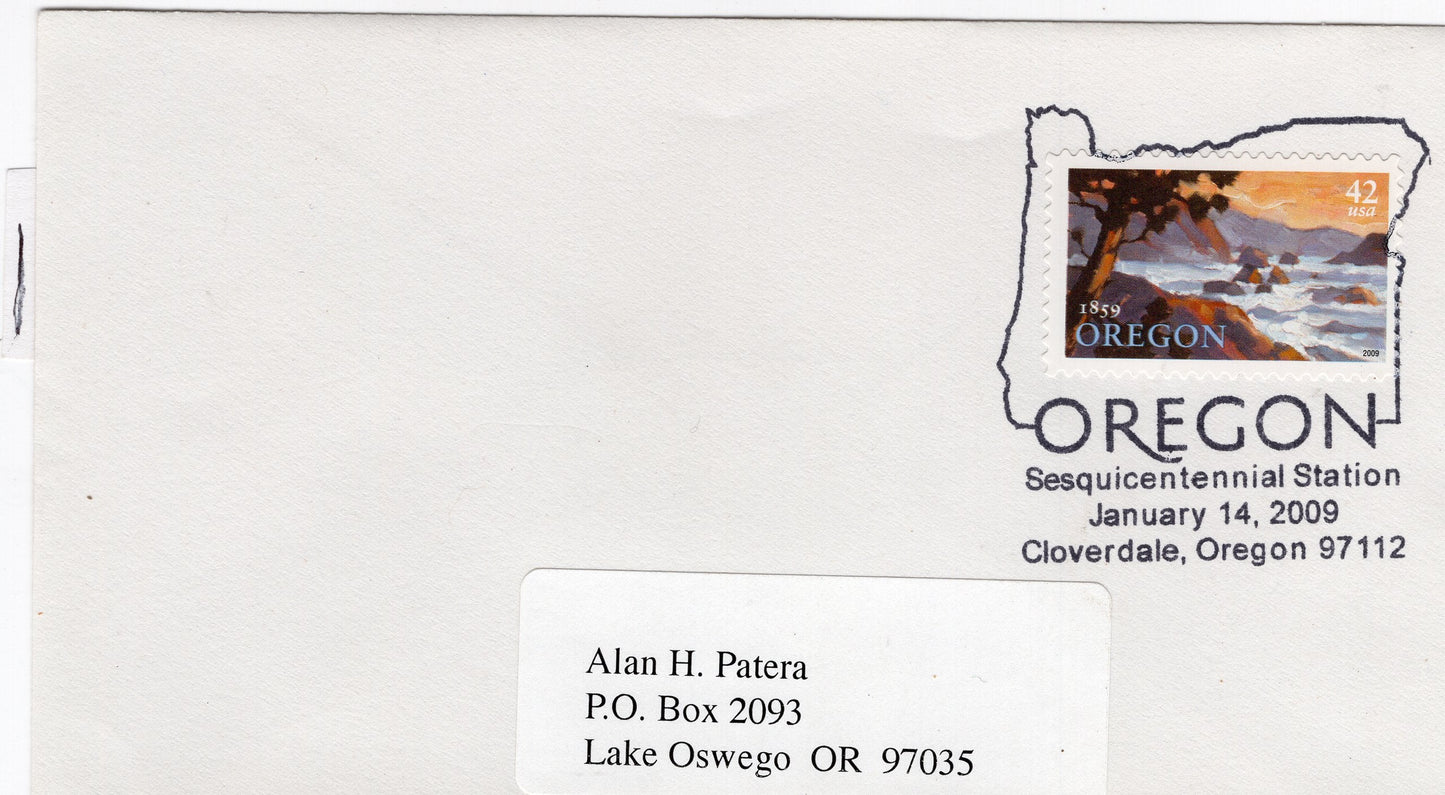 42
usa
1859
OREGON
2009
OREGON
Sesquicentennial Station
January 14, 2009
Cloverdale, Oregon 97112
Alan H. Patera
P.O. Box 2093
Lake Oswego OR 97035